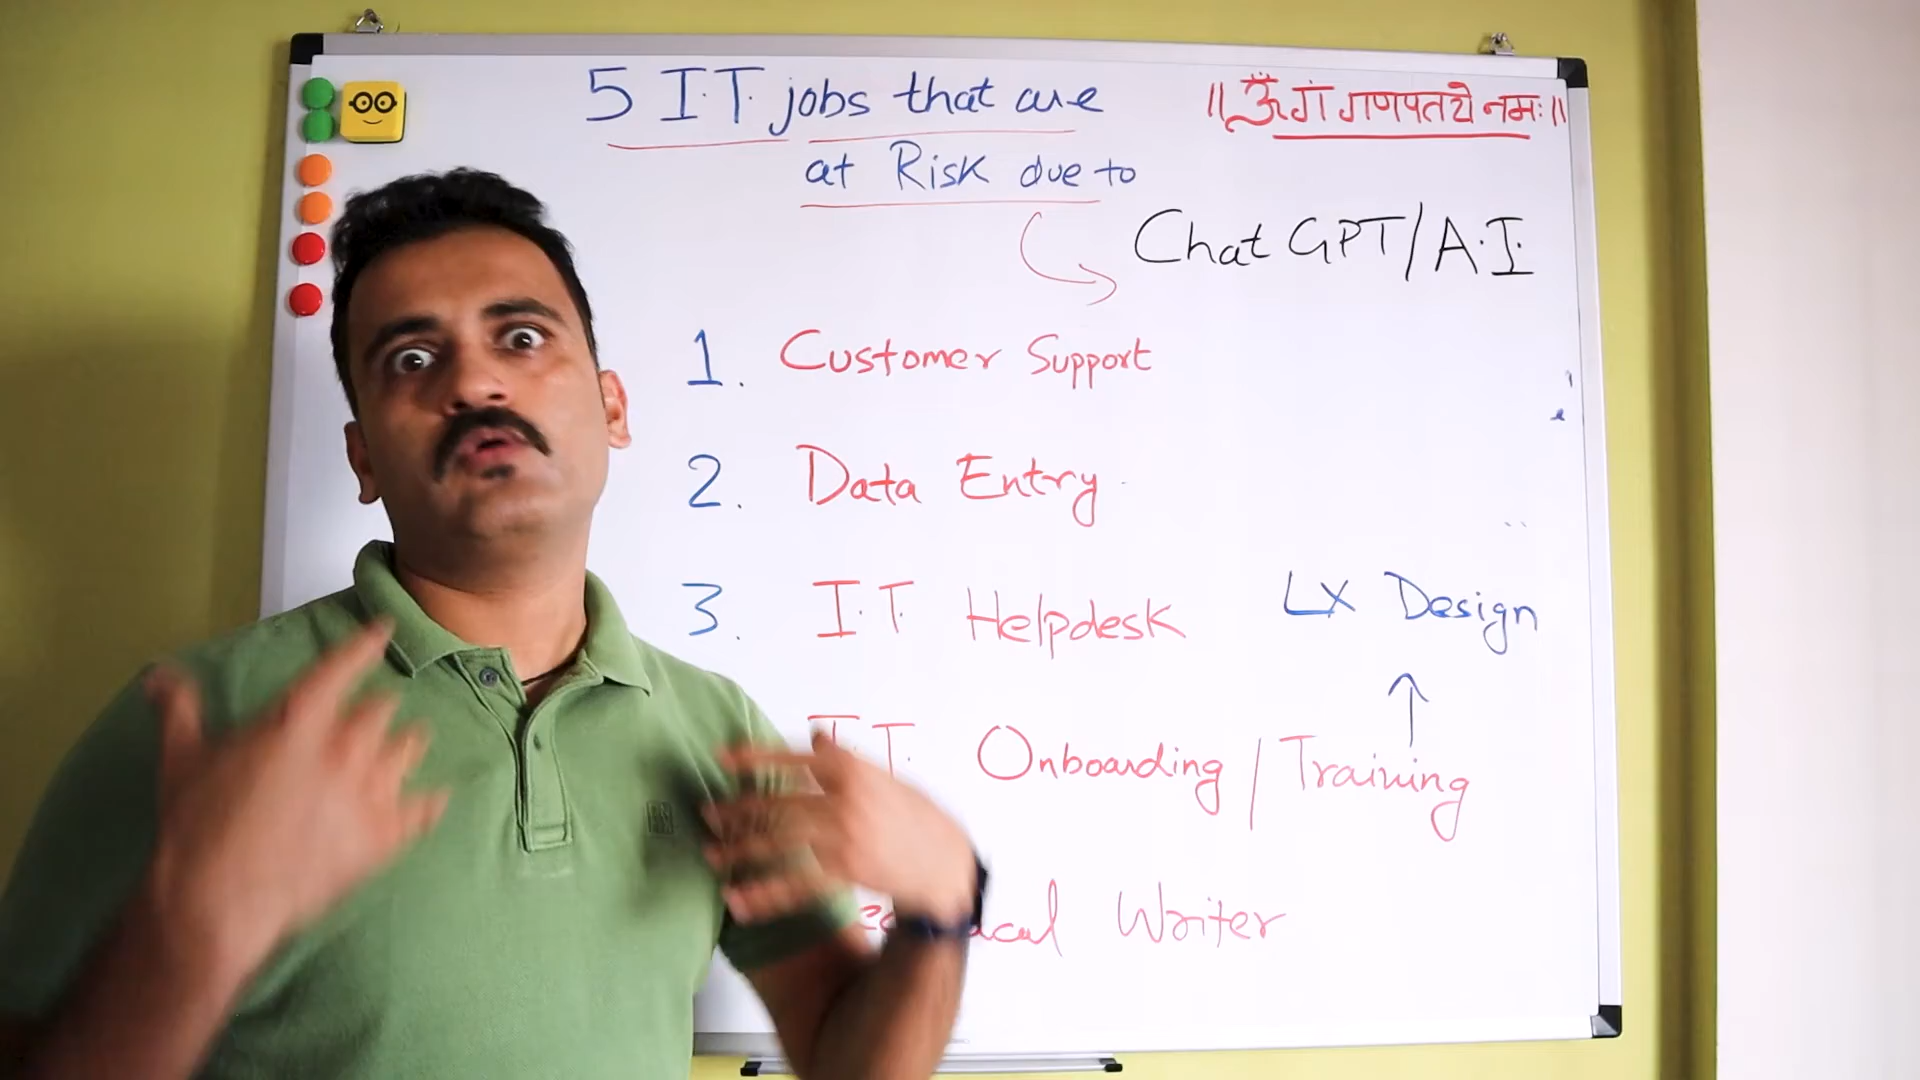 5 I.T. jobs that are
at Risk due to
|| ॐ गं गणपतये नमः ||
Chat GPT/A.I.
1. Customer Support
2. Data Entry
3. I.T. Helpdesk
LX Design
I.T. Onboarding / Training
Writer